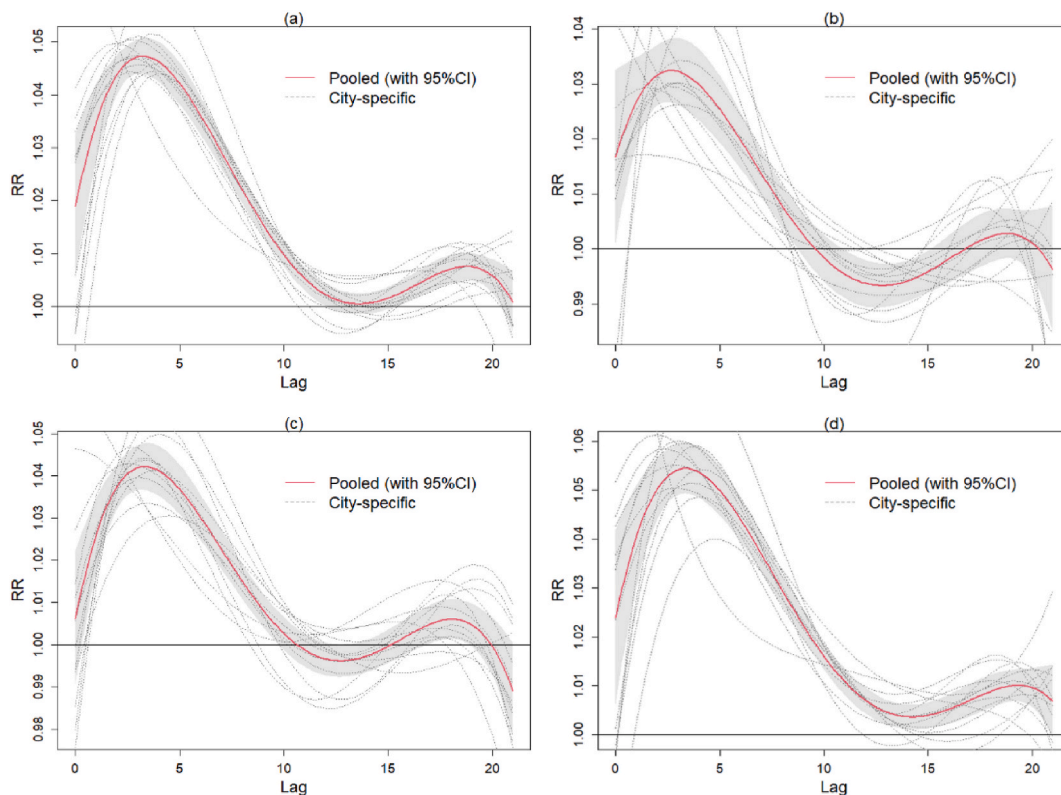 (a)
1.05
1.04
1.03
1.02
1.01
1.00
RR
Pooled (with 95%CI)
City-specific
0 5 10 15 20
Lag
(b)
1.04
1.03
1.02
1.01
1.00
0.99
RR
Pooled (with 95%CI)
City-specific
0 5 10 15 20
Lag
(c)
1.05
1.04
1.03
1.02
1.01
1.00
0.99
0.98
RR
Pooled (with 95%CI)
City-specific
0 5 10 15 20
Lag
(d)
1.06
1.05
1.04
1.03
1.02
1.01
1.00
RR
Pooled (with 95%CI)
City-specific
0 5 10 15 20
Lag